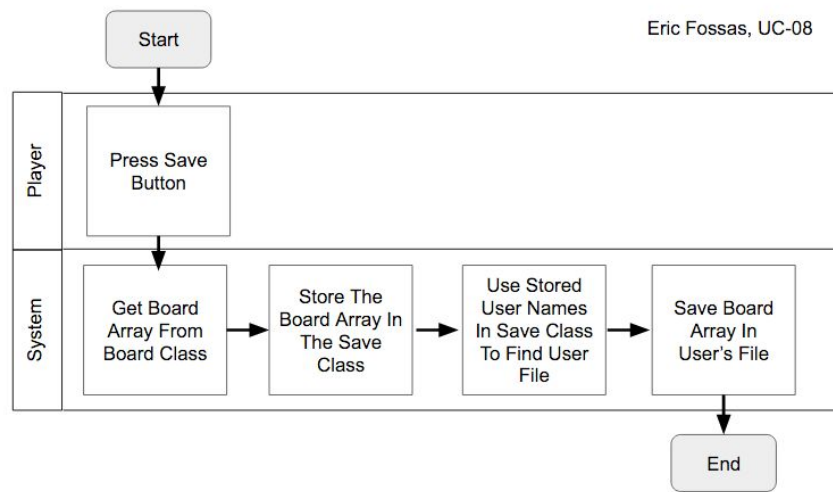 Start
Eric Fossas, UC-08
Player
Press Save
Button
System
Get Board
Array From
Board Class
Store The
Board Array In
The Save
Class
Use Stored
User Names
In Save Class
To Find User
File
Save Board
Array In
User's File
End